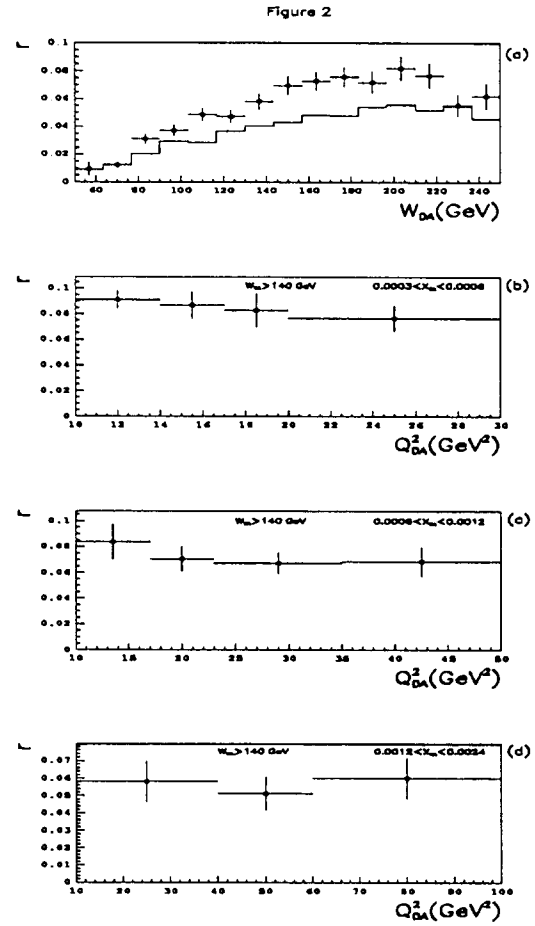 Figure 2
r
0.1
0.08
0.06
0.04
0.02
0
(a)
60 80 100 120 140 160 180 200 220 240
W_DA(GeV)
r
0.1
0.08
0.06
0.04
0.02
0
W_DA>140 GeV 0.0003<X_DA<0.0006
(b)
10 12 14 16 18 20 22 24 26 28 30
Q²_DA(GeV²)
r
0.1
0.08
0.06
0.04
0.02
0
W_DA>140 GeV 0.0006<X_DA<0.0012
(c)
10 15 20 25 30 35 40 45 50
Q²_DA(GeV²)
r
0.07
0.06
0.05
0.04
0.03
0.02
0.01
0
W_DA>140 GeV 0.0012<X_DA<0.0024
(d)
10 20 30 40 50 60 70 80 90 100
Q²_DA(GeV²)